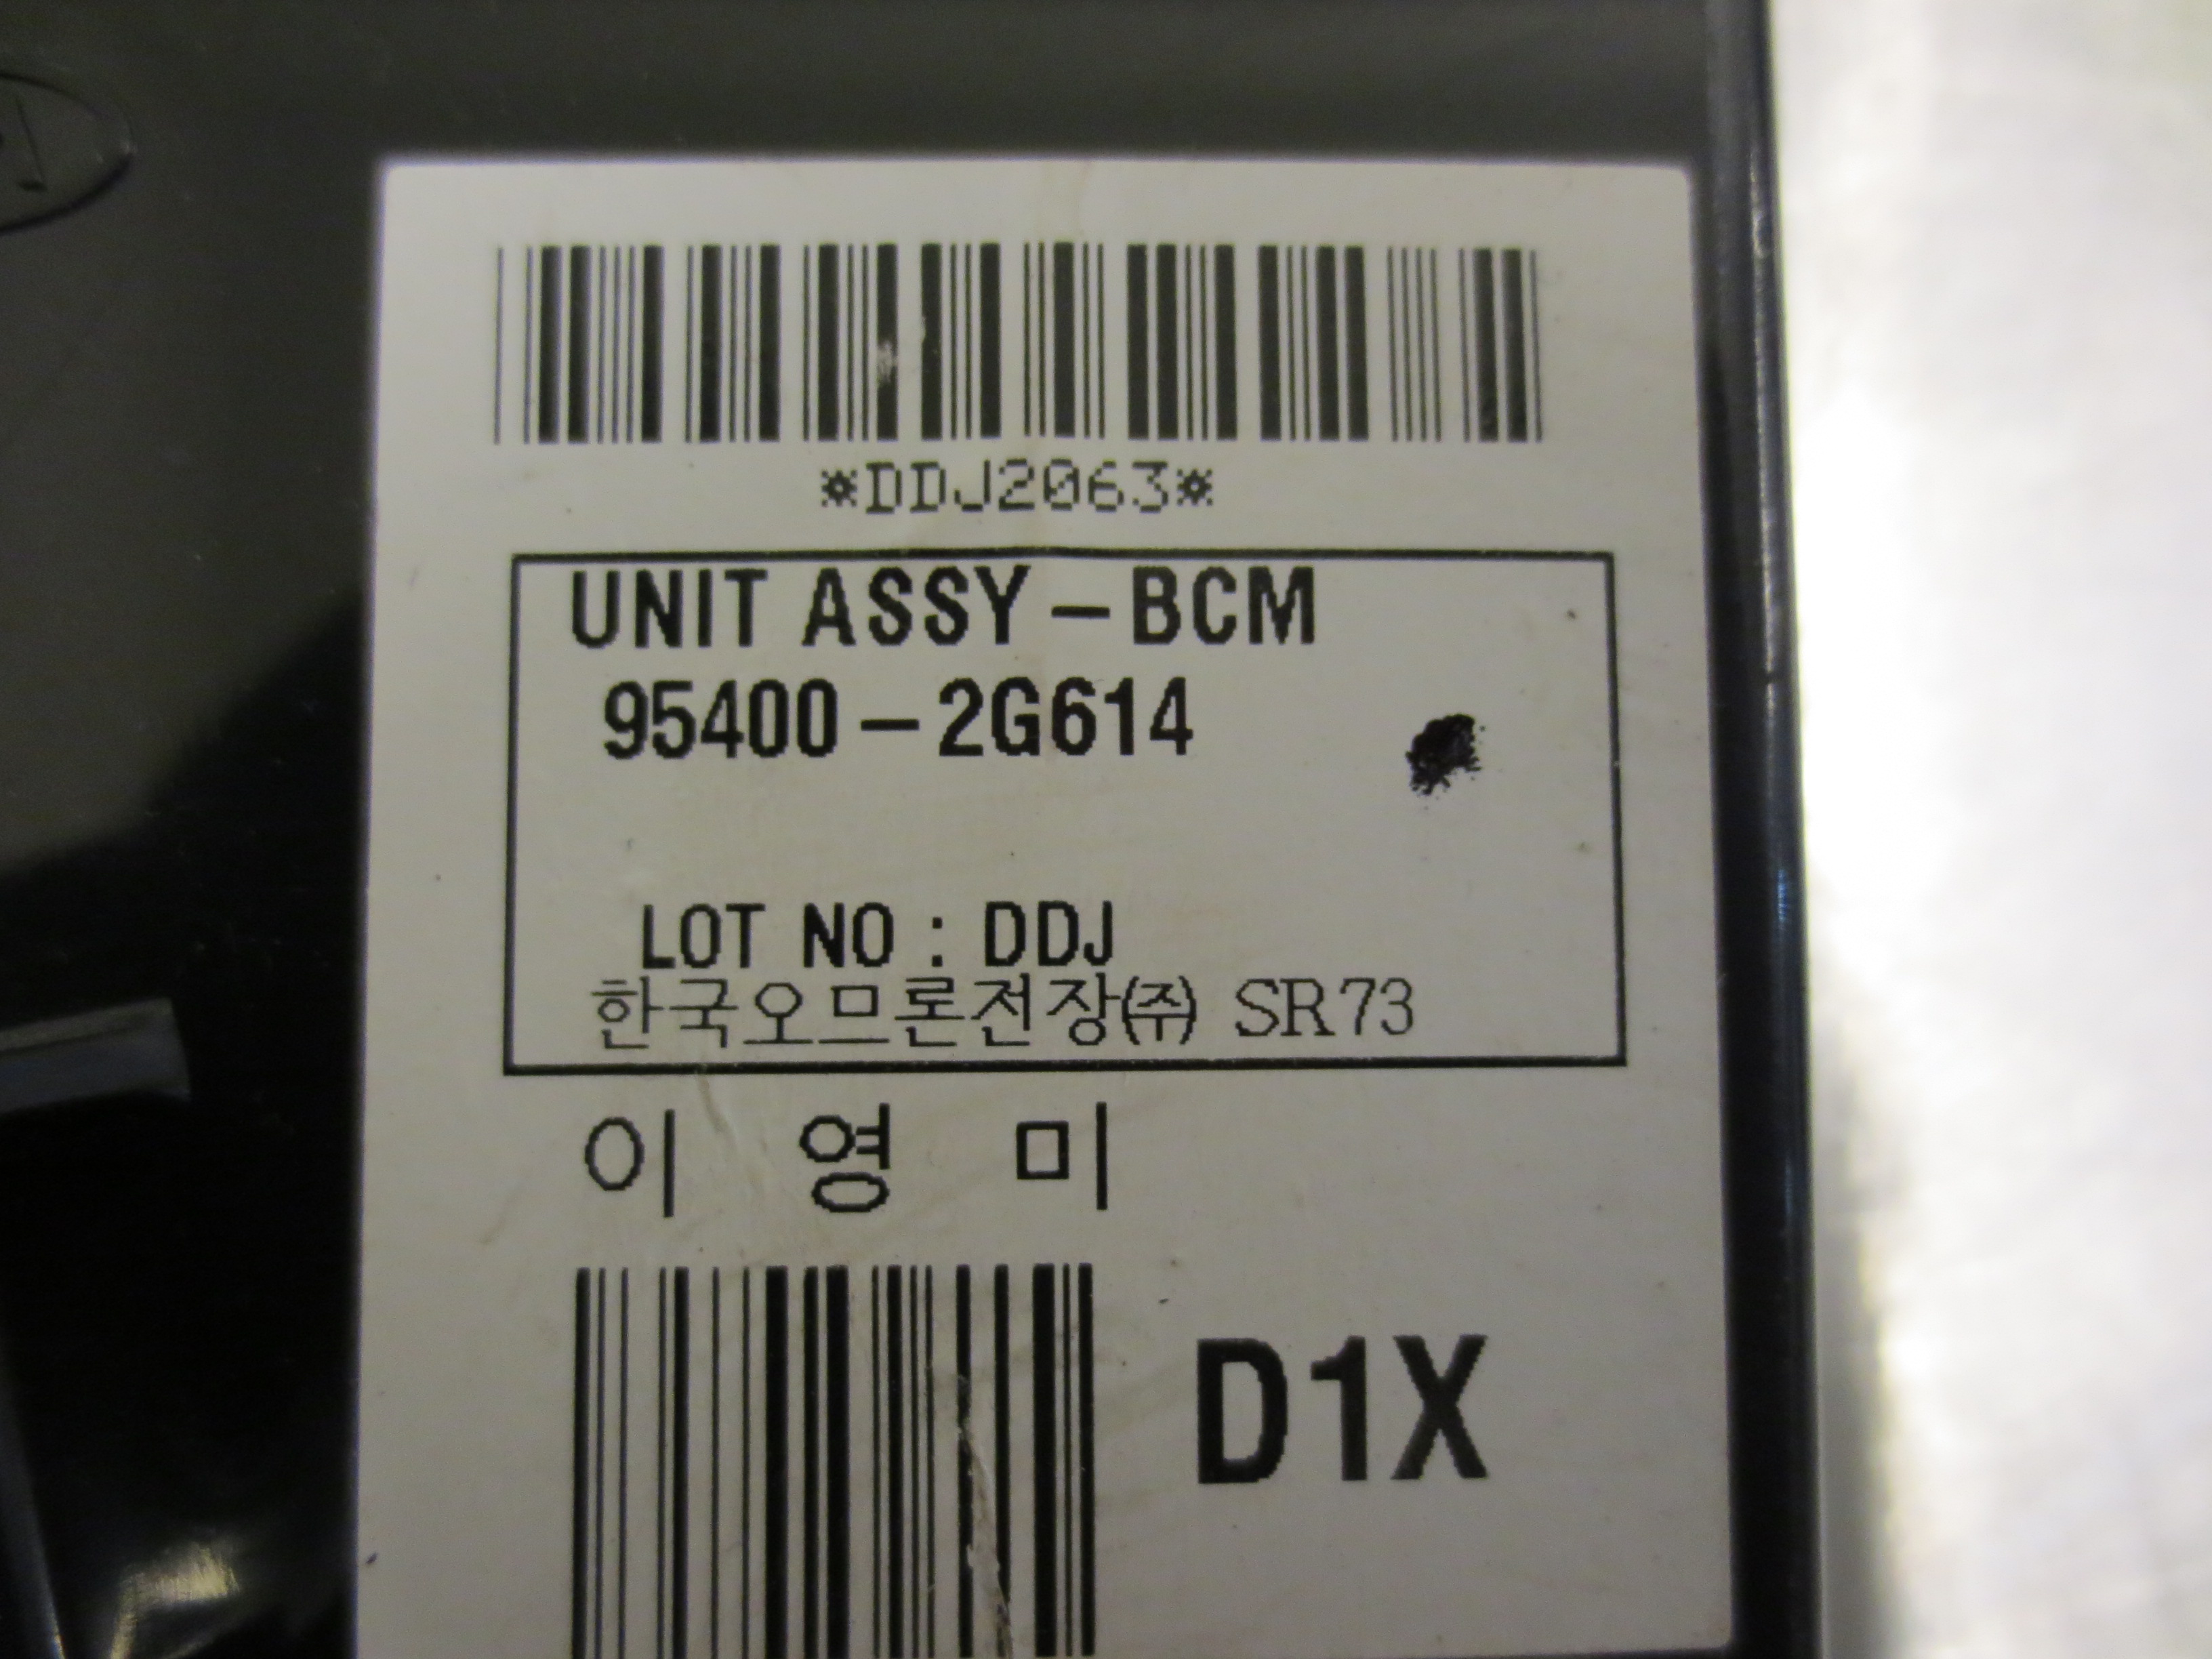 *DDJ2063*
UNIT ASSY-BCM
95400-2G614
LOT NO : DDJ
한국오므론전장㈜ SR73
이 영 미
D1X